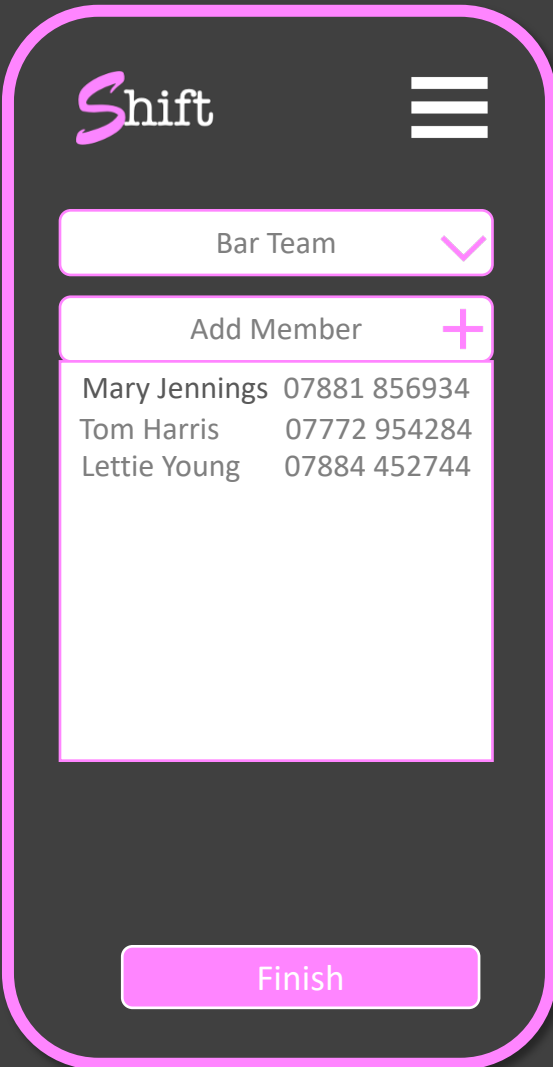 Shift
Bar Team
Add Member
Mary Jennings 07881 856934
Tom Harris 07772 954284
Lettie Young 07884 452744
Finish